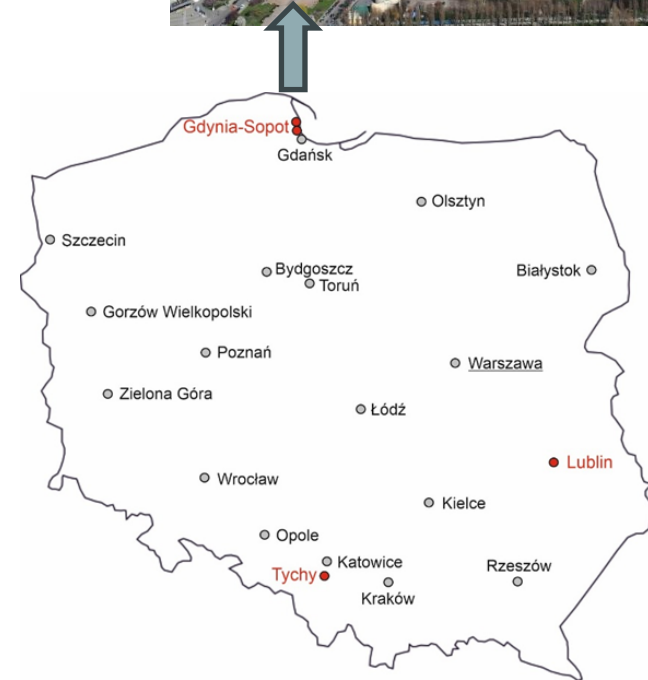 Gdynia-Sopot
Gdańsk
Olsztyn
Szczecin
Bydgoszcz
Białystok
Toruń
Gorzów Wielkopolski
Poznań
Warszawa
Zielona Góra
Łódź
Lublin
Wrocław
Kielce
Opole
Katowice
Rzeszów
Tychy
Kraków